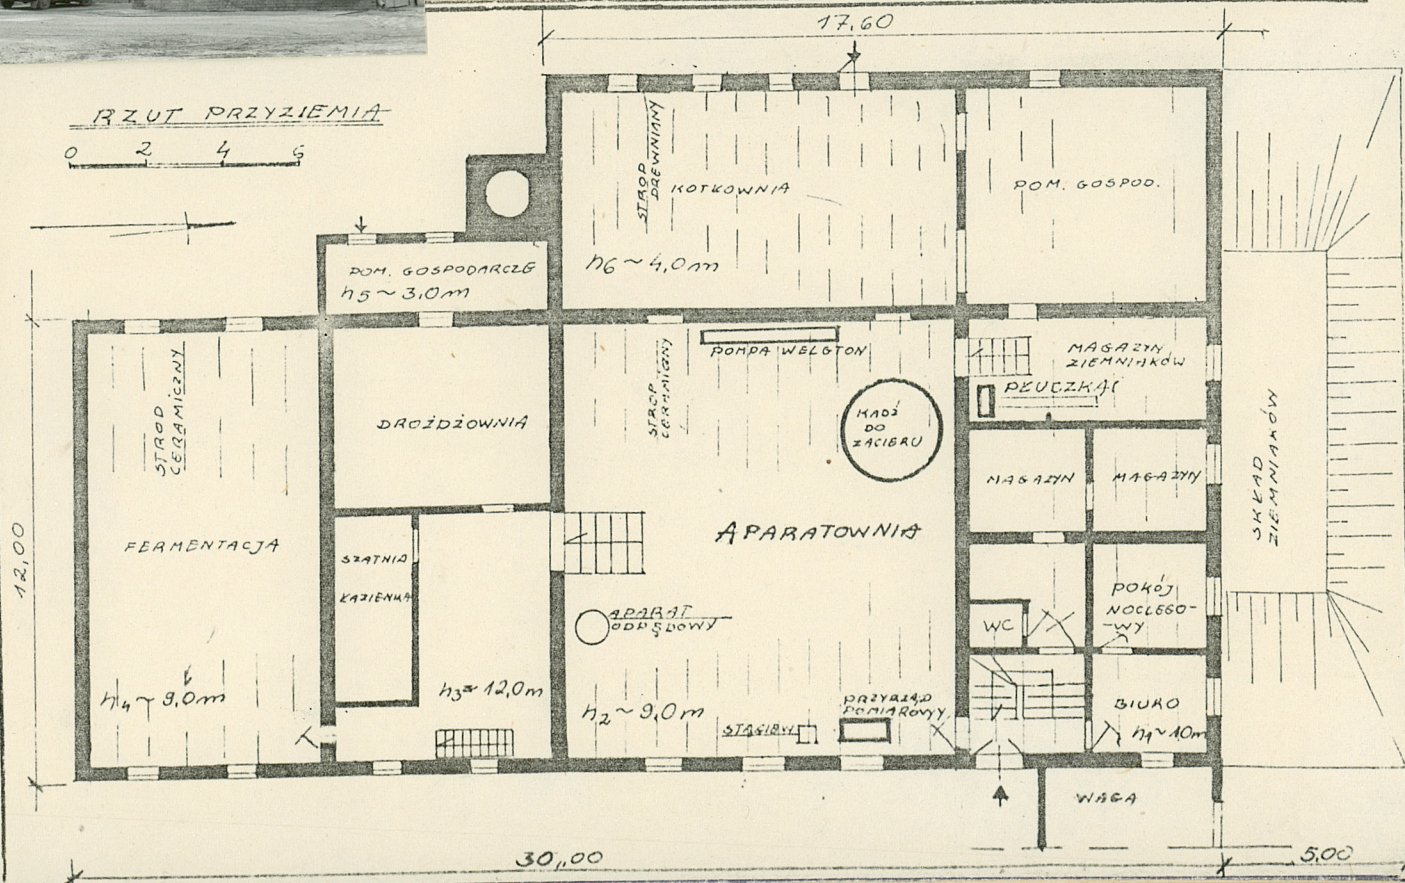 17,60
RZUT PRZYZIEMIA
0 2 4 6
STROP
DREWNIANY
KOTŁOWNIA
POM. GOSPOD.
h6 ~ 4,0m
POM. GOSPODARCZE
h5 ~ 3,0m
POMPA WELGTON
MAGAZYN
ZIEMNIAKÓW
PŁUCZKA
STROP
CERAMICZNY
STROP
CERAMICZNY
DROŻDŻOWNIA
KADŹ
DO
ZACIERU
SKŁAD
ZIEMNIAKÓW
MAGAZYN
MAGAZYN
FERMENTACJA
APARATOWNIA
SZATNIA
ŁAZIENKA
12,00
APARAT
ODPĘDOWY
POKÓJ
NOCLEGO-
-WY
WC
h4 ~ 9,0m
h3 ~ 12,0m
h2 ~ 9,0m
STĄGIEW
PRZYRZĄD
POMIAROWY
BIURO
h1 ~ 10m
WAGA
30,00
5,00